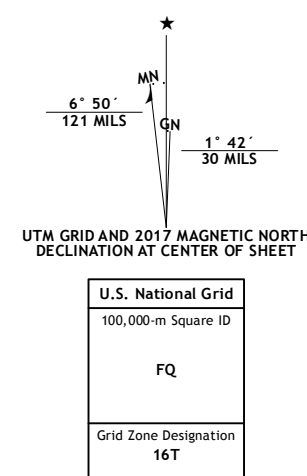 ★
MN
6° 50´
121 MILS
GN
1° 42´
30 MILS
UTM GRID AND 2017 MAGNETIC NORTH
DECLINATION AT CENTER OF SHEET
U.S. National Grid
100,000-m Square ID
FQ
Grid Zone Designation
16T